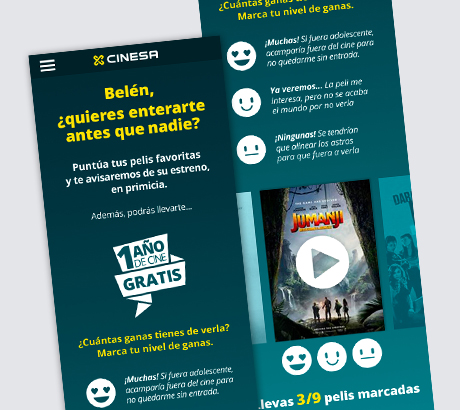 CINESA
Belén,
¿quieres enterarte
antes que nadie?
Puntúa tus pelis favoritas
y te avisaremos de su estreno,
en primicia.
Además, podrás llevarte...
1 AÑO
DE CINE
GRATIS
¿Cuántas ganas tienes de verla?
Marca tu nivel de ganas.
¡Muchas! Si fuera adolescente,
acamparía fuera del cine para
no quedarme sin entrada.
¿Cuántas ganas
Marca tu nivel de ganas.
¡Muchas! Si fuera adolescente,
acamparía fuera del cine para
no quedarme sin entrada.
Ya veremos... La peli me
interesa, pero no se acaba
el mundo por no verla
¡Ningunas! Se tendrían
que alinear los astros
para que fuera a verla
JUMANJI
DAR
llevas 3/9 pelis marcadas